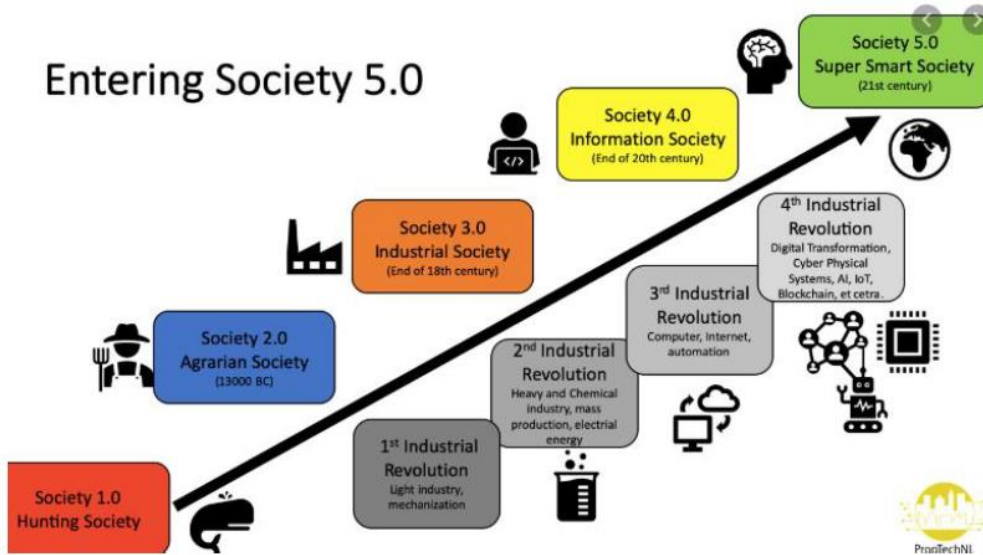 Entering Society 5.0
Society 5.0
Super Smart Society
(21st century)
Society 4.0
Information Society
(End of 20th century)
</>
Society 3.0
Industrial Society
(End of 18th century)
Society 2.0
Agrarian Society
(13000 BC)
Society 1.0
Hunting Society
4th Industrial
Revolution
Digital Transformation,
Cyber Physical
Systems, AI, IoT,
Blockchain, et cetra.
3rd Industrial
Revolution
Computer, Internet,
automation
2nd Industrial
Revolution
Heavy and Chemical
industry, mass
production, electrial
energy
1st Industrial
Revolution
Light industry,
mechanization
PropTechNL